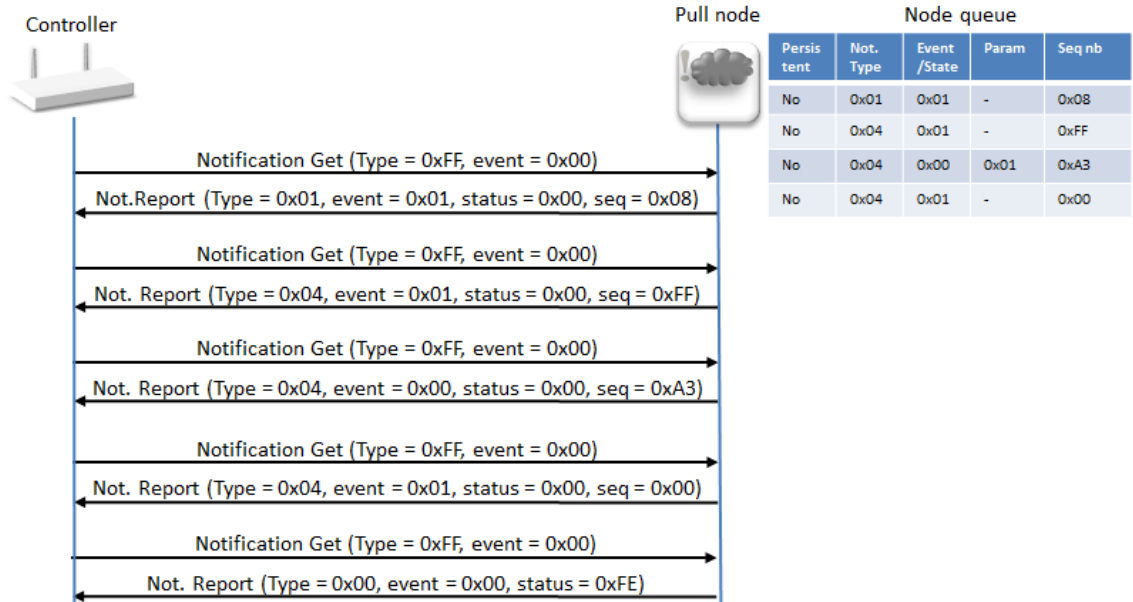 Controller
Pull node
Node queue
Persis tent Not. Type Event /State Param Seq nb
No 0x01 0x01 - 0x08
No 0x04 0x01 - 0xFF
No 0x04 0x00 0x01 0xA3
No 0x04 0x01 - 0x00
Notification Get (Type = 0xFF, event = 0x00)
Not.Report (Type = 0x01, event = 0x01, status = 0x00, seq = 0x08)
Notification Get (Type = 0xFF, event = 0x00)
Not. Report (Type = 0x04, event = 0x01, status = 0x00, seq = 0xFF)
Notification Get (Type = 0xFF, event = 0x00)
Not. Report (Type = 0x04, event = 0x00, status = 0x00, seq = 0xA3)
Notification Get (Type = 0xFF, event = 0x00)
Not. Report (Type = 0x04, event = 0x01, status = 0x00, seq = 0x00)
Notification Get (Type = 0xFF, event = 0x00)
Not. Report (Type = 0x00, event = 0x00, status = 0xFE)